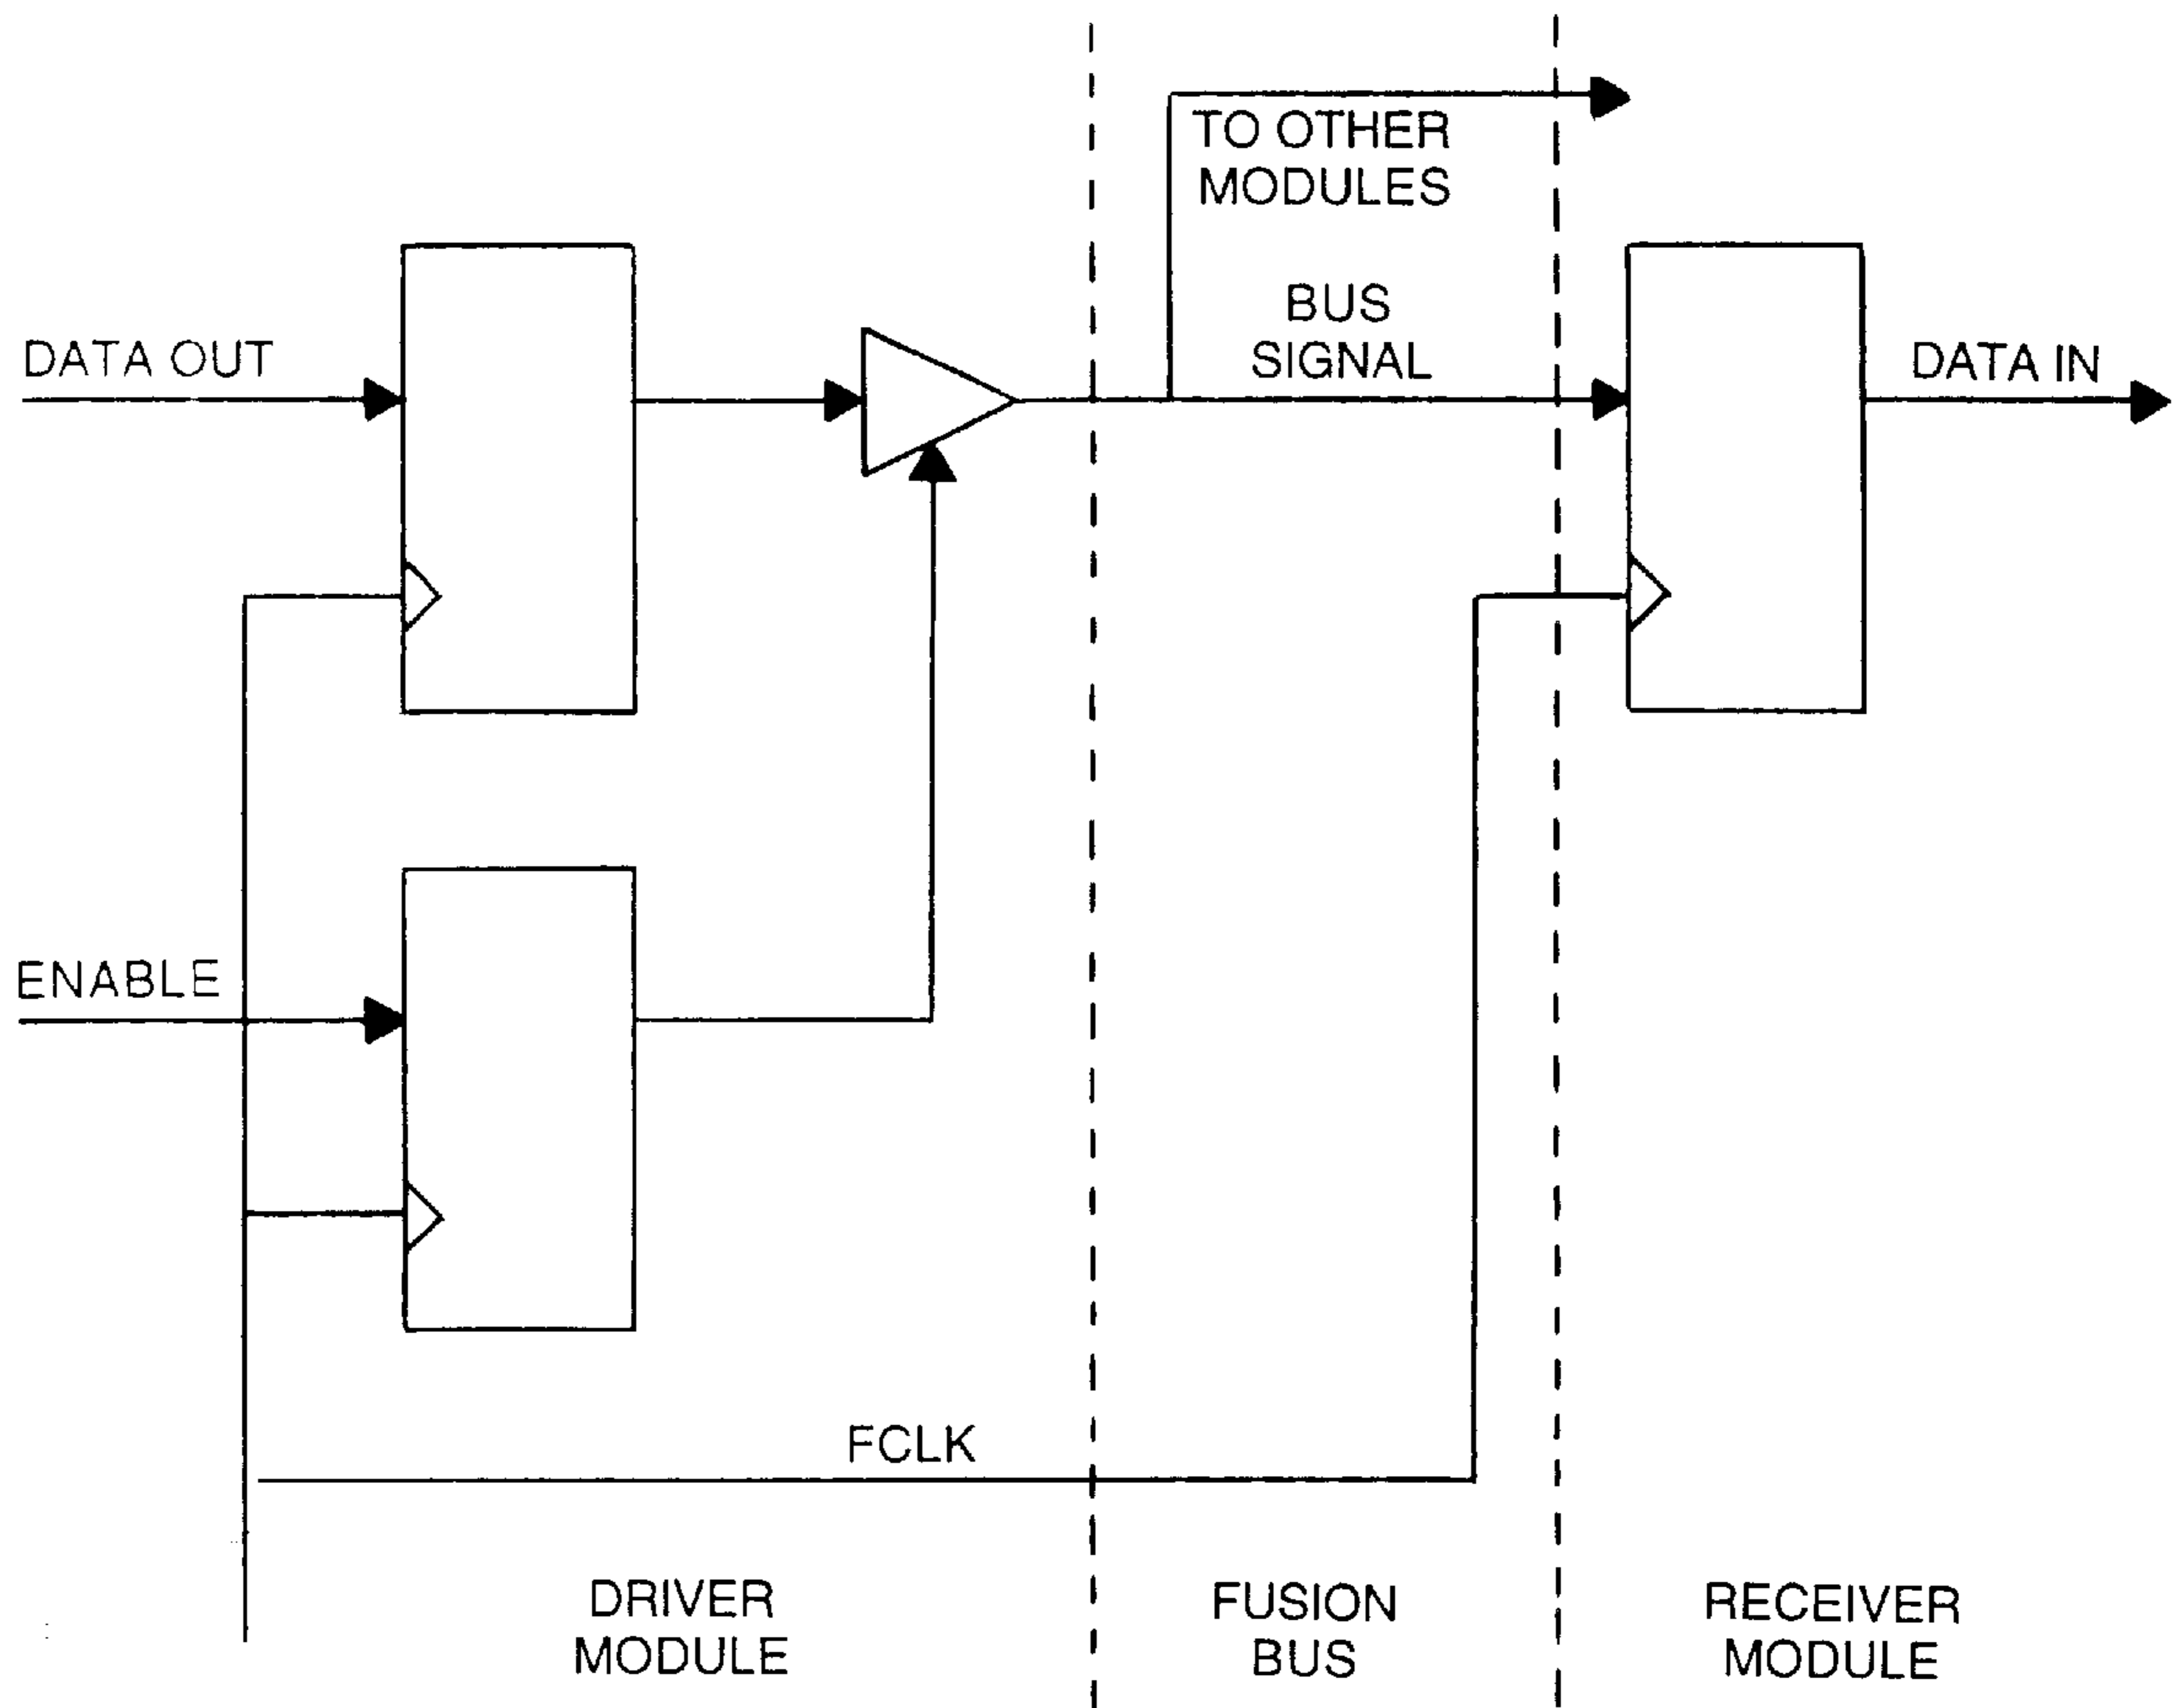 TO OTHER
MODULES
BUS
SIGNAL
DATA OUT
DATA IN
ENABLE
FCLK
DRIVER
MODULE
FUSION
BUS
RECEIVER
MODULE